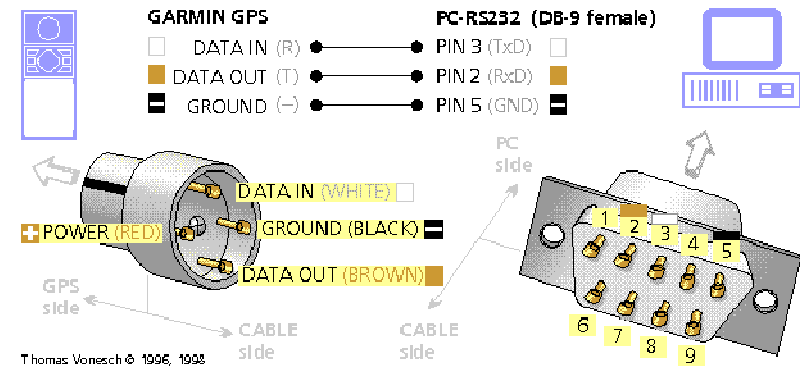 GARMIN GPS
PC-RS232 (DB-9 female)
DATA IN (R)
PIN 3 (TxD)
DATA OUT (T)
PIN 2 (RxD)
GROUND (–)
PIN 5 (GND)
PC
side
DATA IN (WHITE)
GROUND (BLACK)
POWER (RED)
DATA OUT (BROWN)
1
2
3
4
5
6
7
8
9
GPS
side
CABLE
side
CABLE
side
Thomas Vonesch © 1996, 1998